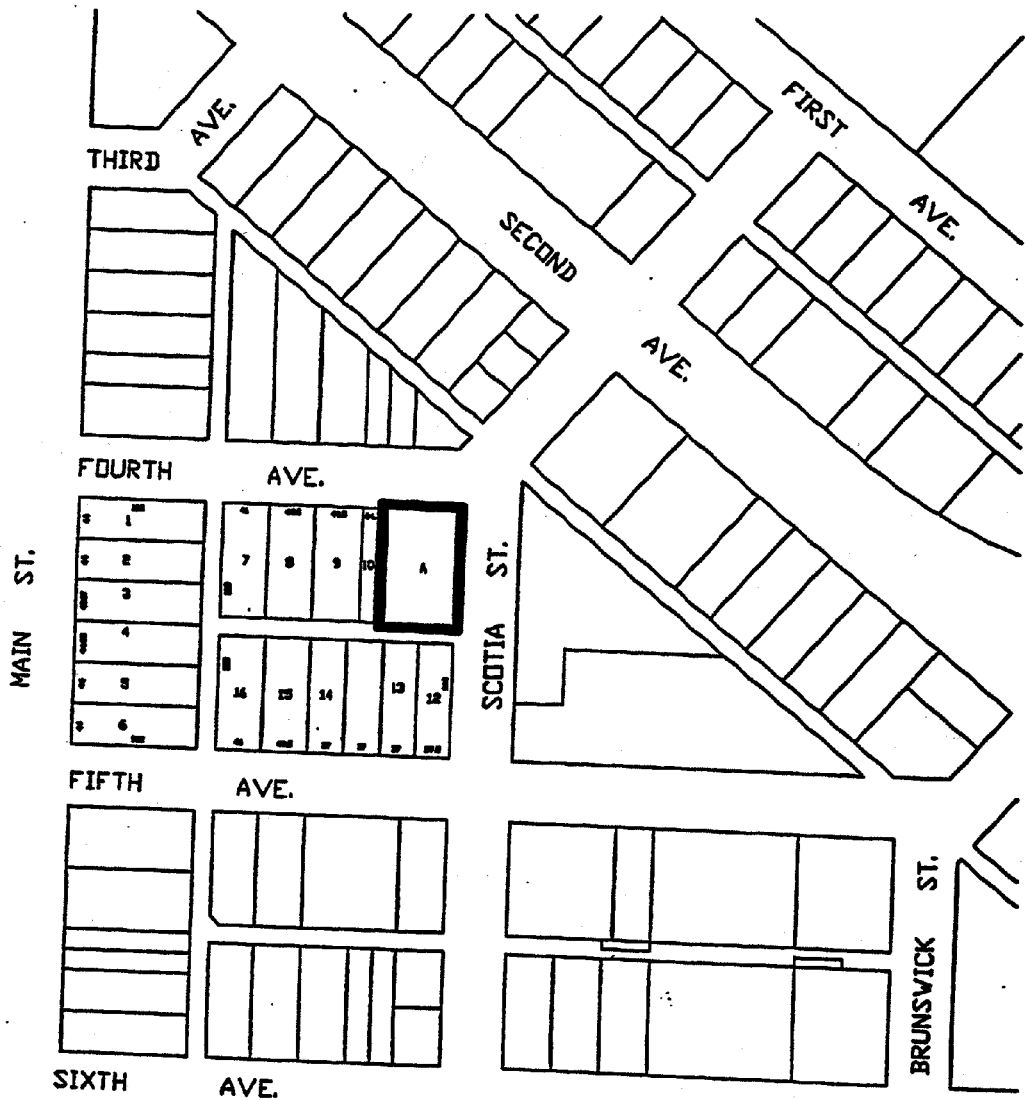 FIRST
AVE.
THIRD
AVE.
SECOND
AVE.
FOURTH
AVE.
MAIN ST.
SCOTIA ST.
1
2
3
4
5
6
7
8
9
10
A
16
15
14
13
12
FIFTH
AVE.
BRUNSWICK ST.
SIXTH
AVE.